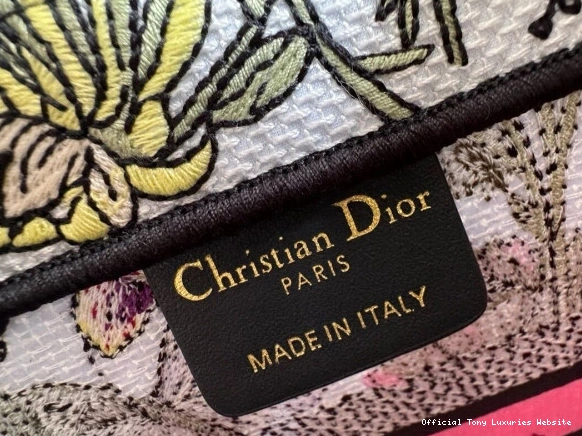 Christian Dior
PARIS
MADE IN ITALY
Official Tony Luxuries Website